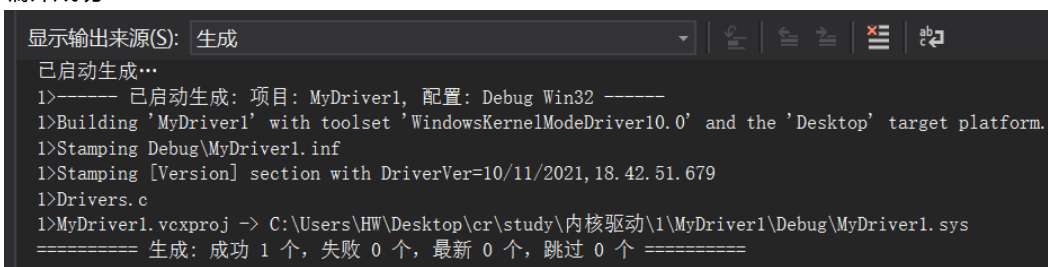 显示输出来源(S): 生成
已启动生成…
1>------ 已启动生成: 项目: MyDriver1, 配置: Debug Win32 ------
1>Building 'MyDriver1' with toolset 'WindowsKernelModeDriver10.0' and the 'Desktop' target platform.
1>Stamping Debug\MyDriver1.inf
1>Stamping [Version] section with DriverVer=10/11/2021,18.42.51.679
1>Drivers.c
1>MyDriver1.vcxproj -> C:\Users\HW\Desktop\cr\study\内核驱动\1\MyDriver1\Debug\MyDriver1.sys
========== 生成: 成功 1 个，失败 0 个，最新 0 个，跳过 0 个 ==========